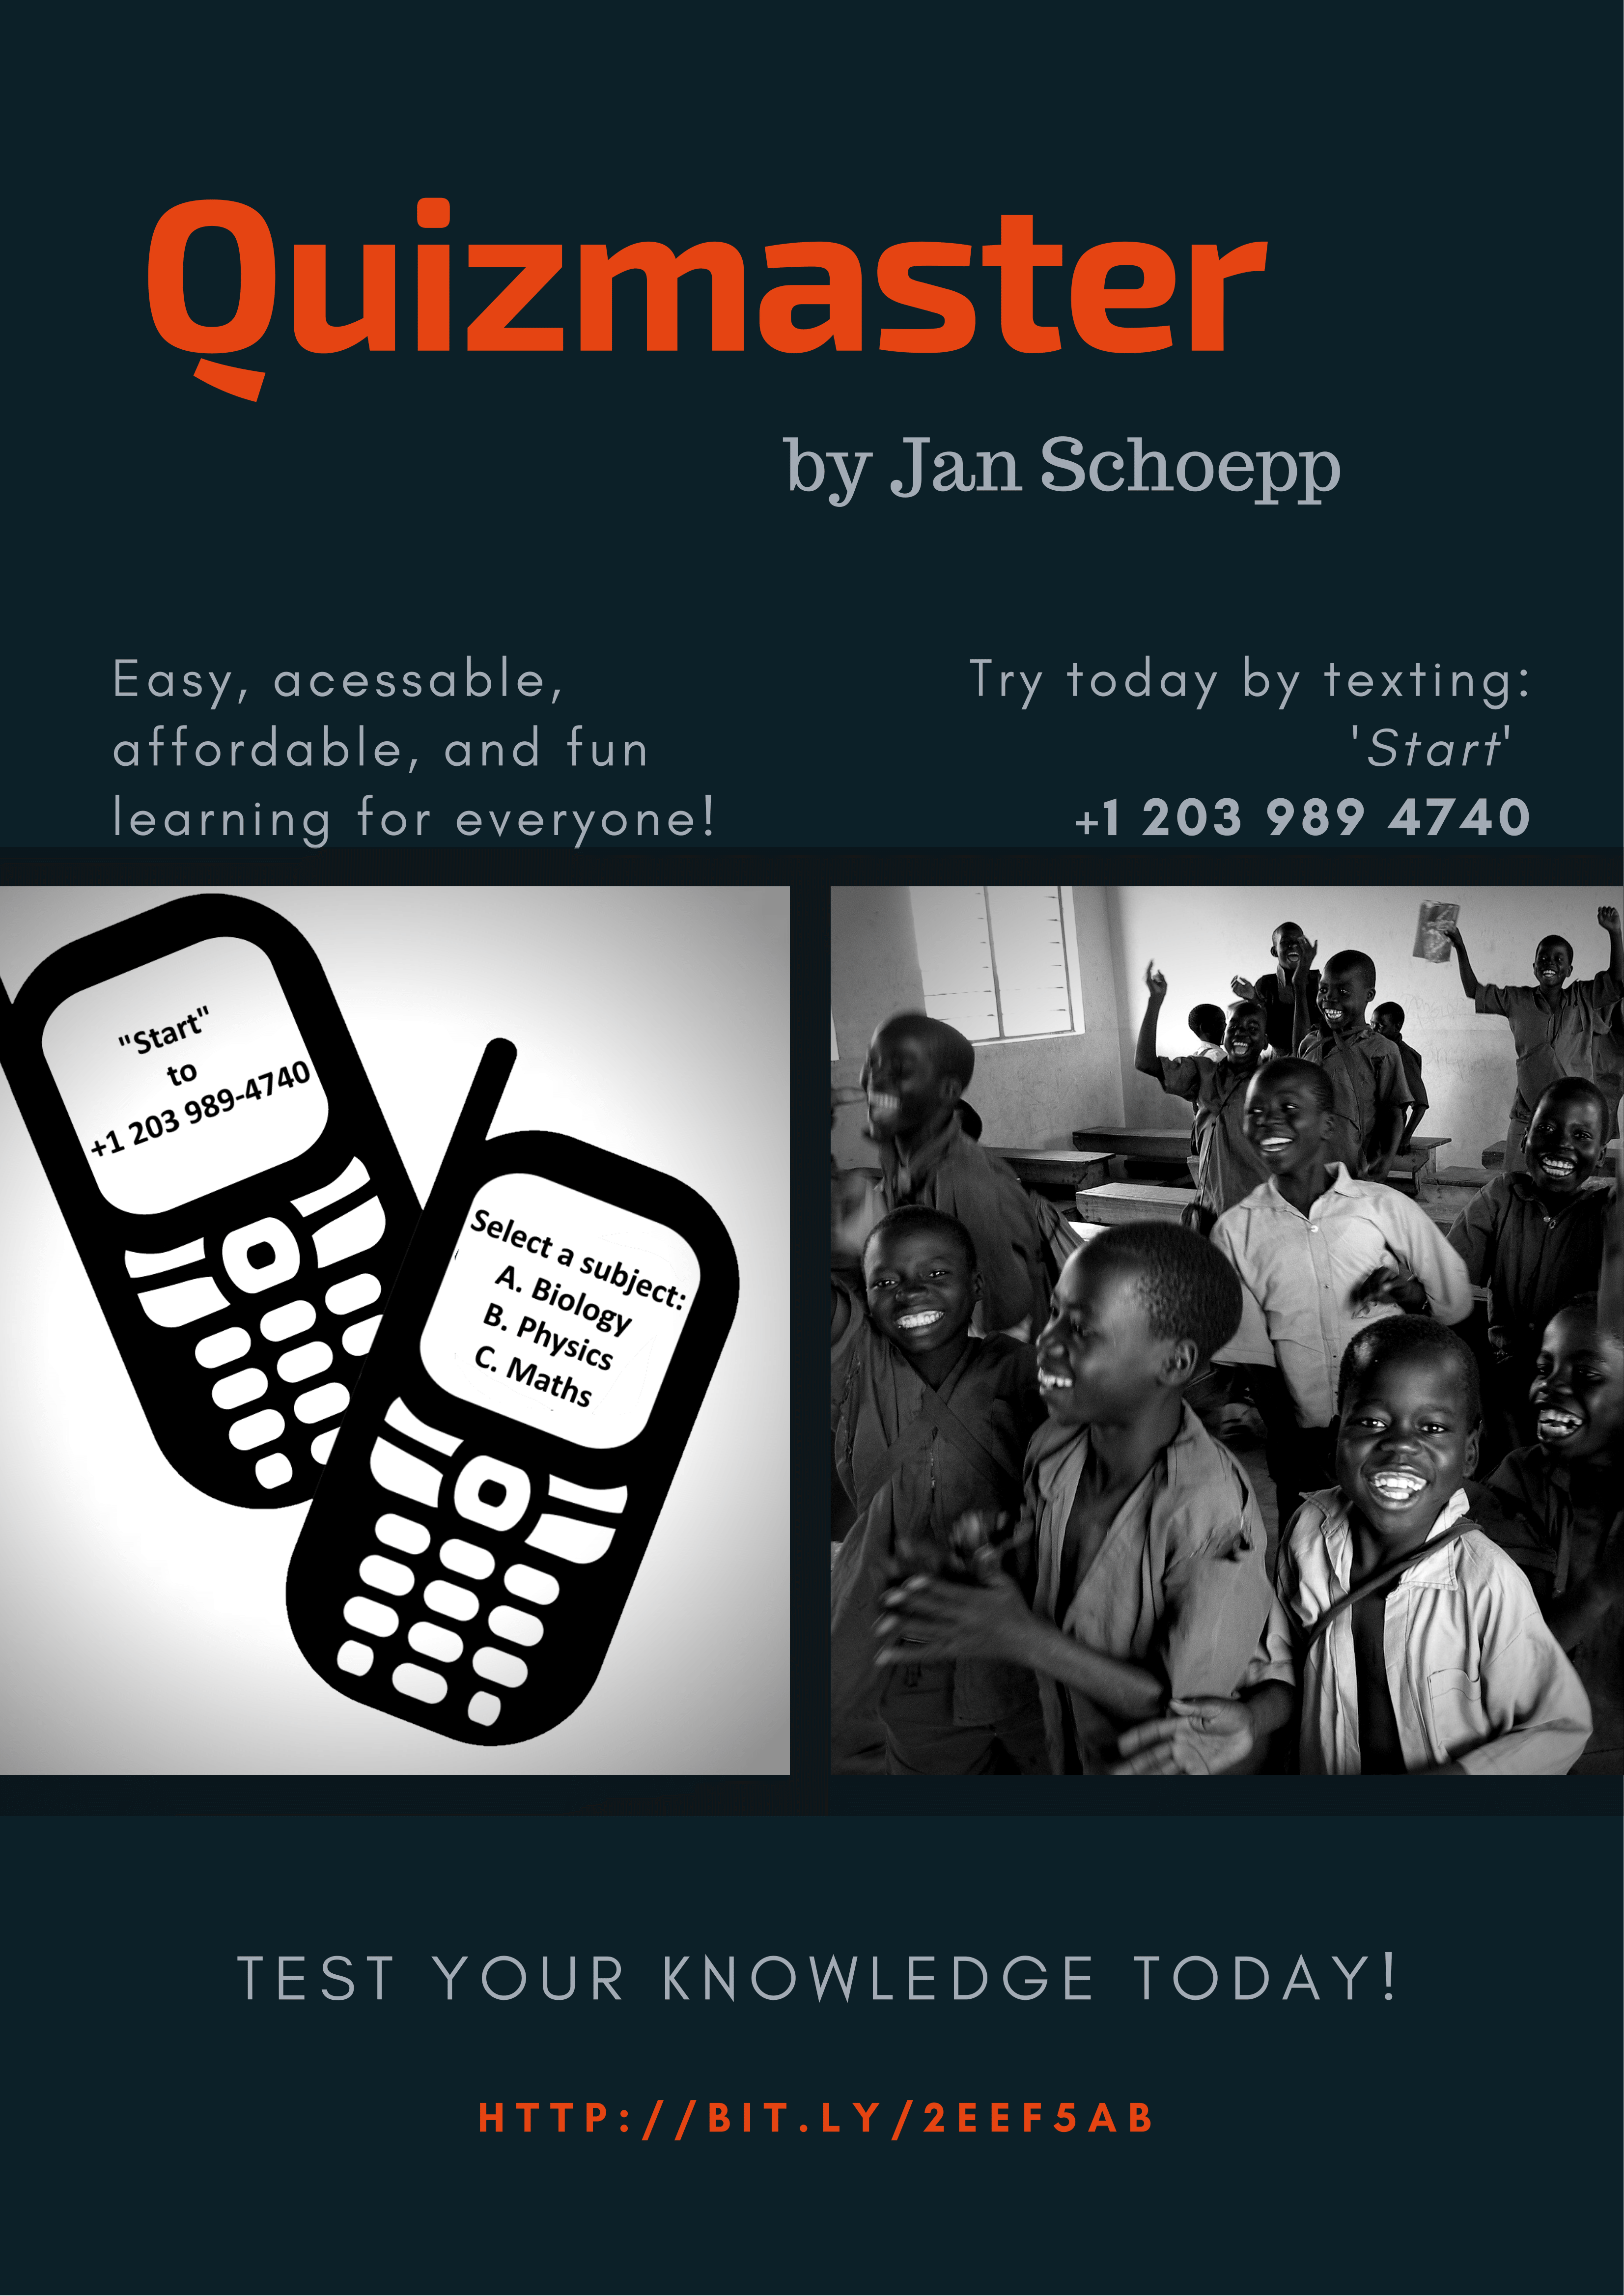 Quizmaster
by Jan Schoepp
Easy, acessable,
affordable, and fun
learning for everyone!
Try today by texting:
'Start'
+1 203 989 4740
"Start"
to
+1 203 989-4740
Select a subject:
A. Biology
B. Physics
C. Maths
TEST YOUR KNOWLEDGE TODAY!
HTTP://BIT.LY/2EEF5AB